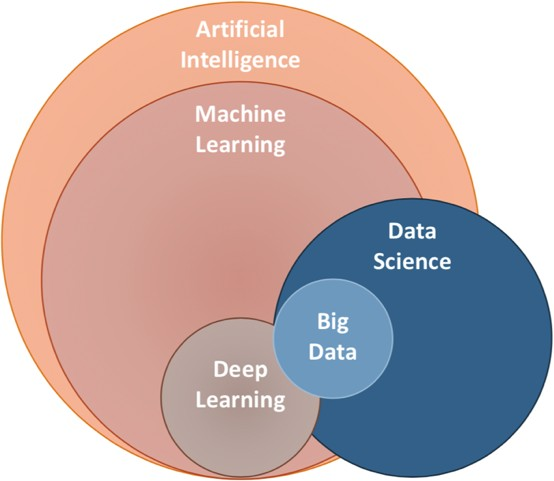 Artificial
Intelligence
Machine
Learning
Data
Science
Big
Data
Deep
Learning